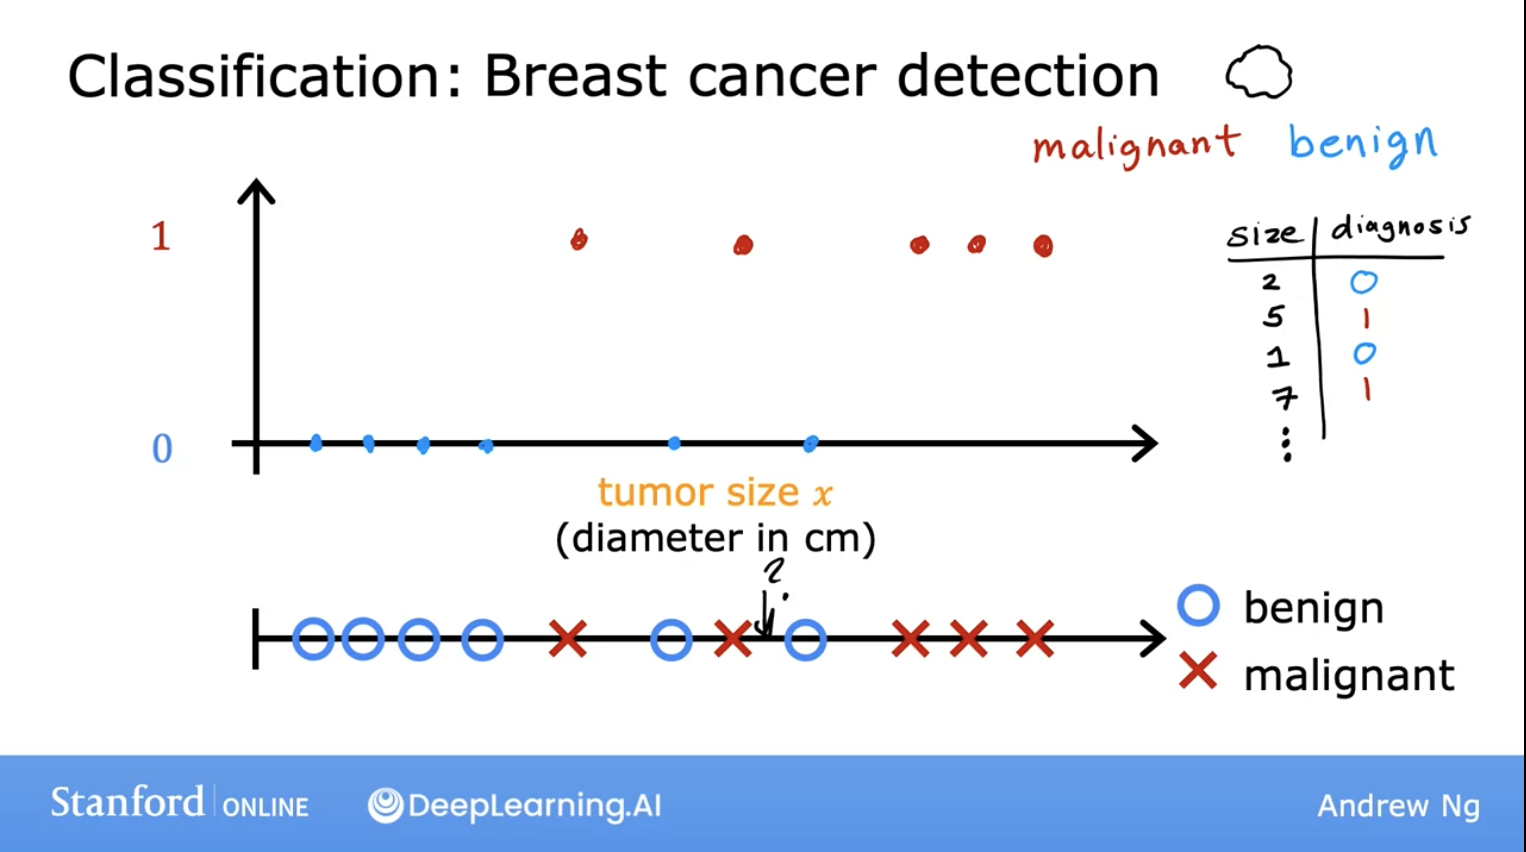 Classification: Breast cancer detection
malignant benign
1
size diagnosis
2 0
5 1
1 0
7 1
0
tumor size x
(diameter in cm)
?
benign
malignant
Stanford ONLINE DeepLearning.AI Andrew Ng